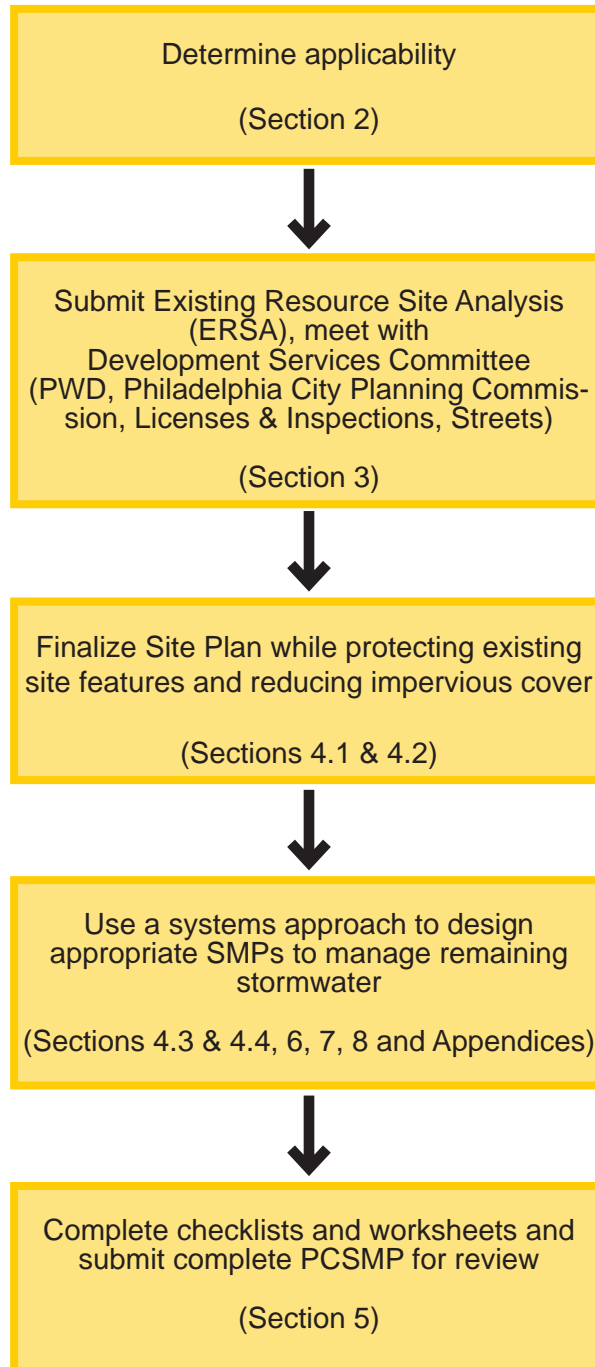 Determine applicability
(Section 2)
Submit Existing Resource Site Analysis
(ERSA), meet with
Development Services Committee
(PWD, Philadelphia City Planning Commis-
sion, Licenses & Inspections, Streets)
(Section 3)
Finalize Site Plan while protecting existing
site features and reducing impervious cover
(Sections 4.1 & 4.2)
Use a systems approach to design
appropriate SMPs to manage remaining
stormwater
(Sections 4.3 & 4.4, 6, 7, 8 and Appendices)
Complete checklists and worksheets and
submit complete PCSMP for review
(Section 5)